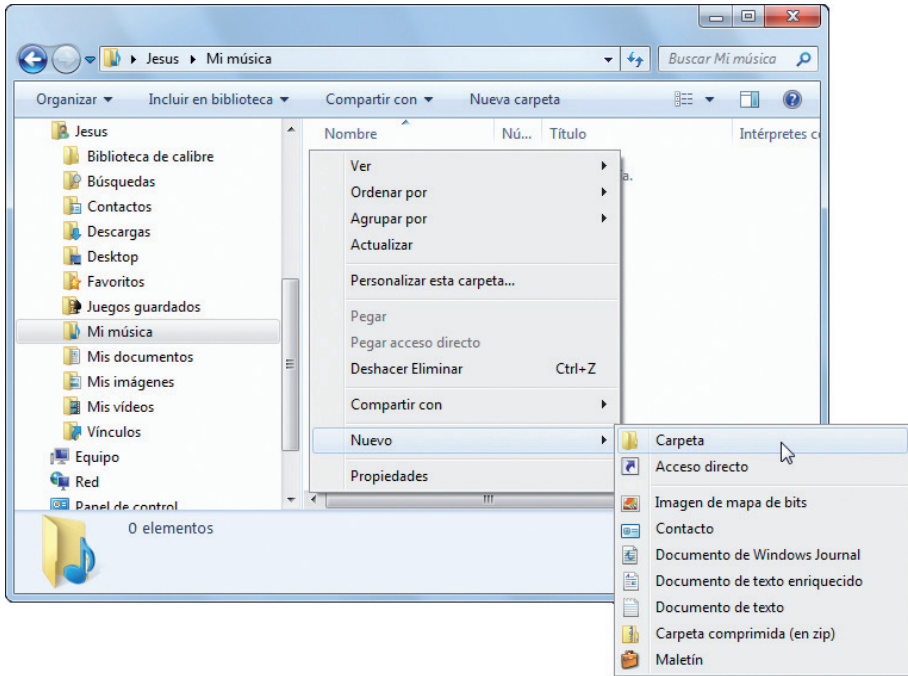 Jesus ▸ Mi música
Buscar Mi música
Organizar Incluir en biblioteca Compartir con Nueva carpeta
Jesus
Biblioteca de calibre
Búsquedas
Contactos
Descargas
Desktop
Favoritos
Juegos guardados
Mi música
Mis documentos
Mis imágenes
Mis vídeos
Vínculos
Equipo
Red
Panel de control
Nombre Nú... Título Intérpretes
a.
Ver
Ordenar por
Agrupar por
Actualizar
Personalizar esta carpeta...
Pegar
Pegar acceso directo
Deshacer Eliminar Ctrl+Z
Compartir con
Nuevo
Propiedades
Carpeta
Acceso directo
Imagen de mapa de bits
Contacto
Documento de Windows Journal
Documento de texto enriquecido
Documento de texto
Carpeta comprimida (en zip)
Maletín
0 elementos